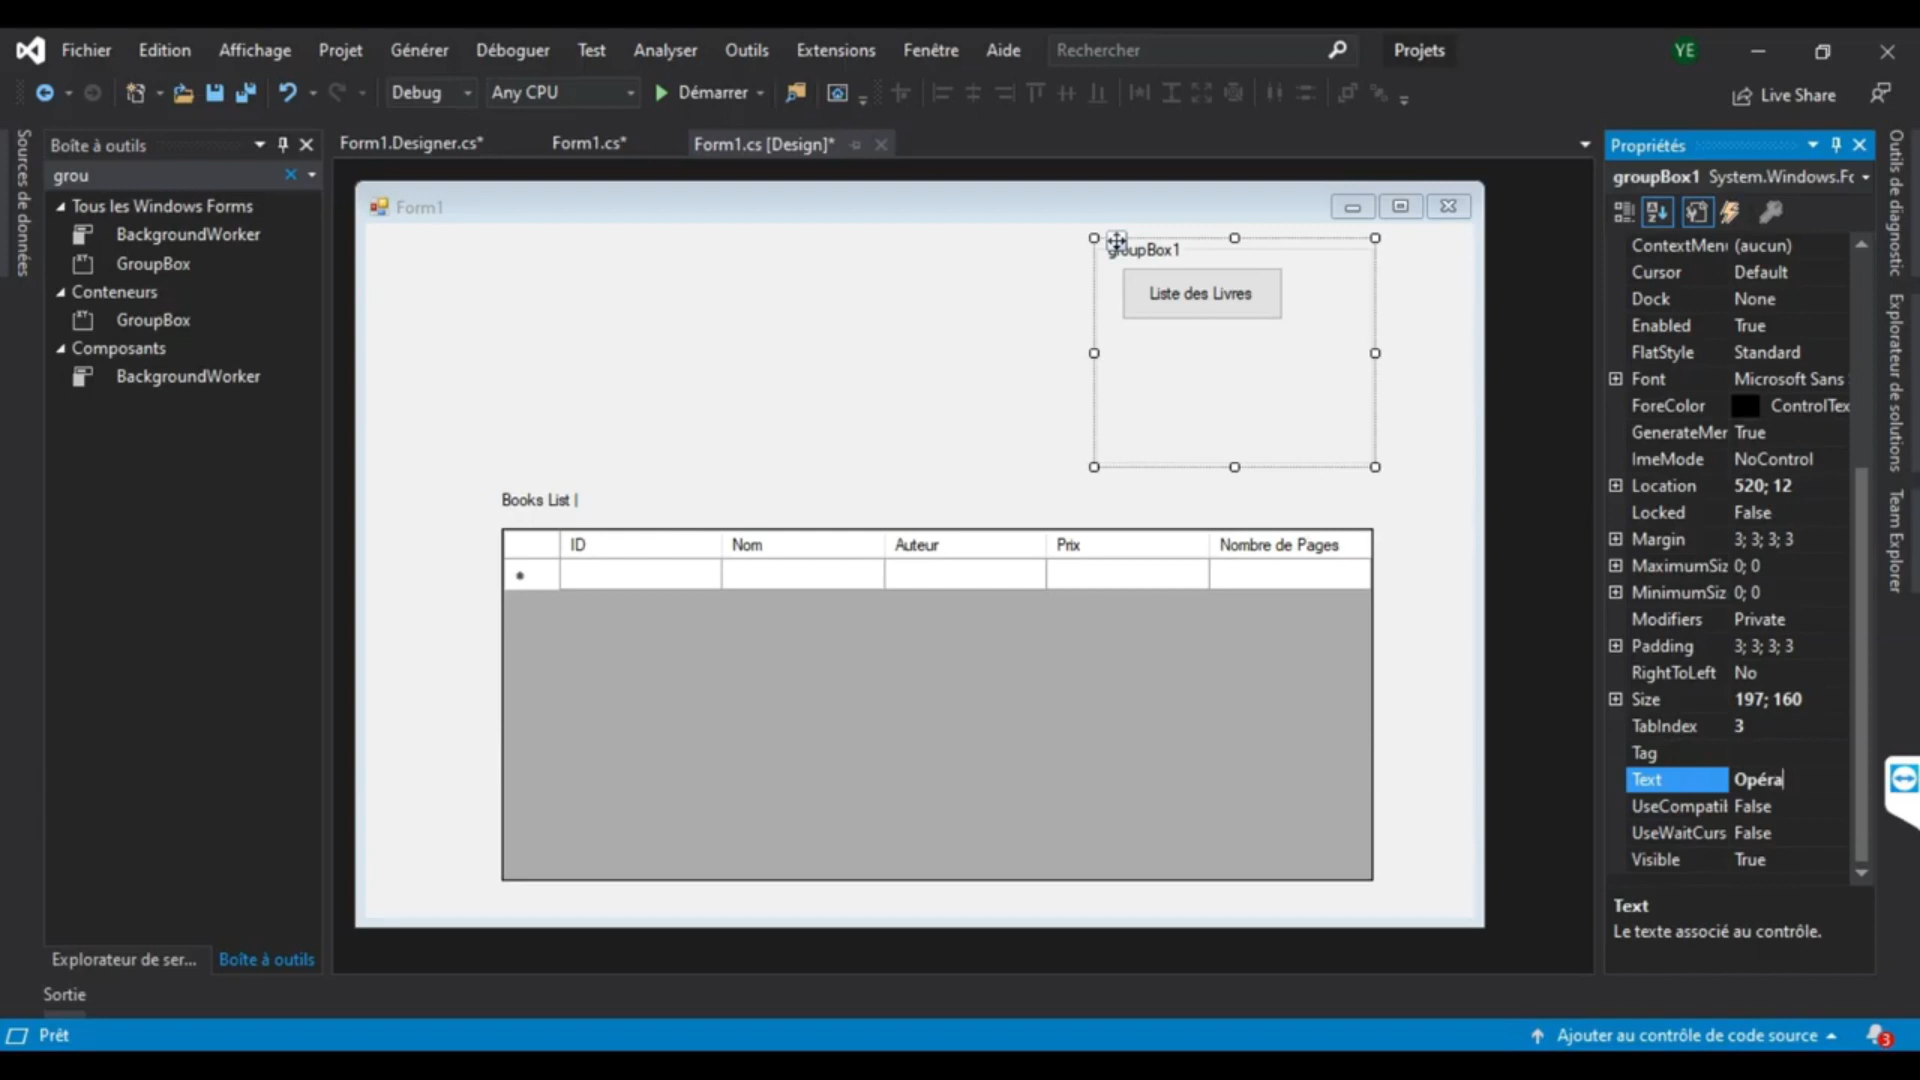 Fichier Edition Affichage Projet Générer Déboguer Test Analyser Outils Extensions Fenêtre Aide Rechercher Projets YE
Debug Any CPU Démarrer Live Share
Sources de données
Boîte à outils
grou
Tous les Windows Forms
BackgroundWorker
GroupBox
Conteneurs
GroupBox
Composants
BackgroundWorker
Explorateur de ser... Boîte à outils
Form1.Designer.cs* Form1.cs* Form1.cs [Design]*
Form1
groupBox1
Liste des Livres
Books List |
ID Nom Auteur Prix Nombre de Pages
Propriétés
groupBox1 System.Windows.Fc
ContextMenu (aucun)
Cursor Default
Dock None
Enabled True
FlatStyle Standard
Font Microsoft Sans
ForeColor ControlTex
GenerateMer True
ImeMode NoControl
Location 520; 12
Locked False
Margin 3; 3; 3; 3
MaximumSiz 0; 0
MinimumSiz 0; 0
Modifiers Private
Padding 3; 3; 3; 3
RightToLeft No
Size 197; 160
TabIndex 3
Tag
Text Opéra
UseCompatil False
UseWaitCurs False
Visible True
Text
Le texte associé au contrôle.
Outils de diagnostic
Explorateur de solutions
Team Explorer
Sortie
Prêt Ajouter au contrôle de code source 3